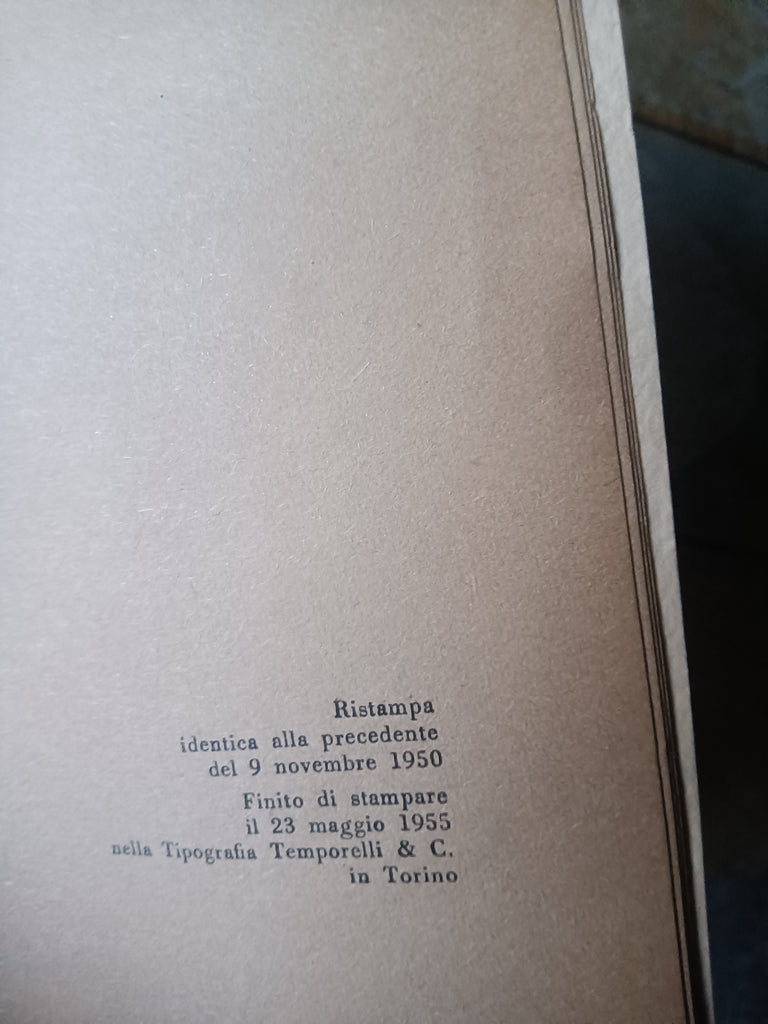 Ristampa
identica alla precedente
del 9 novembre 1950
Finito di stampare
il 23 maggio 1955
nella Tipografia Temporelli & C.
in Torino